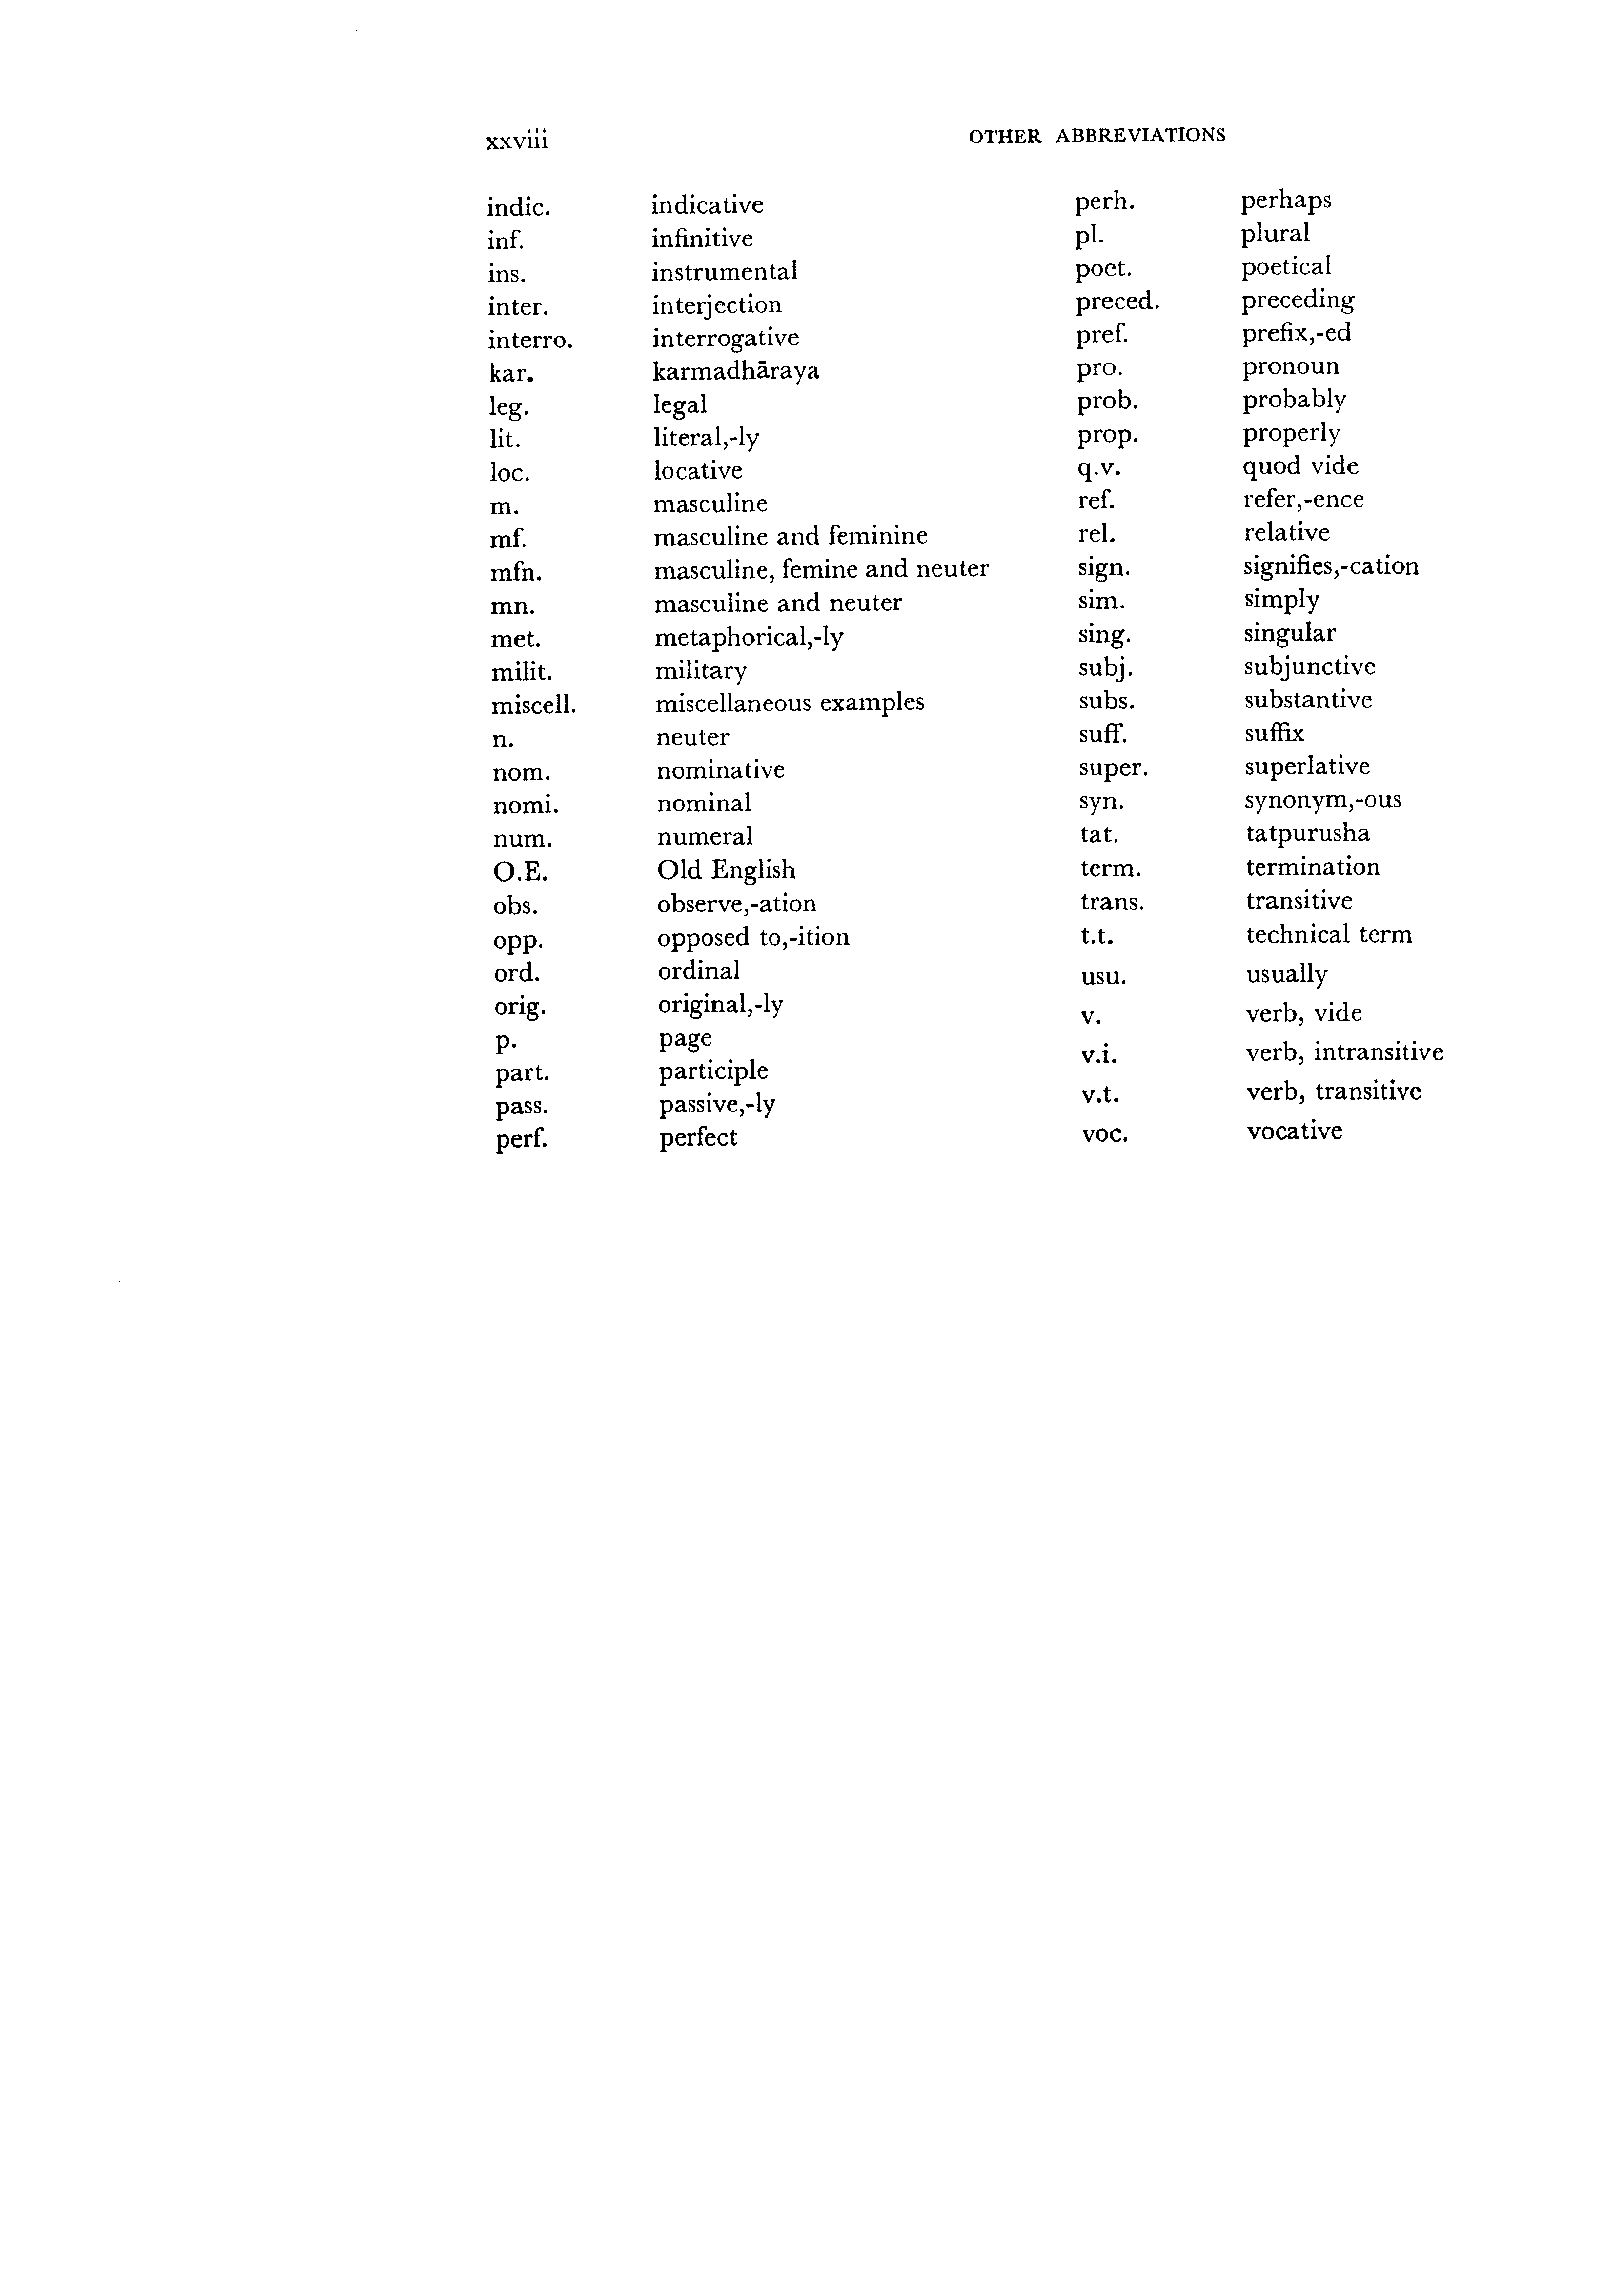 xxviii OTHER ABBREVIATIONS
indic. indicative
inf. infinitive
ins. instrumental
inter. interjection
interro. interrogative
kar. karmadhāraya
leg. legal
lit. literal,-ly
loc. locative
m. masculine
mf. masculine and feminine
mfn. masculine, femine and neuter
mn. masculine and neuter
met. metaphorical,-ly
milit. military
miscell. miscellaneous examples
n. neuter
nom. nominative
nomi. nominal
num. numeral
O.E. Old English
obs. observe,-ation
opp. opposed to,-ition
ord. ordinal
orig. original,-ly
p. page
part. participle
pass. passive,-ly
perf. perfect
perh. perhaps
pl. plural
poet. poetical
preced. preceding
pref. prefix,-ed
pro. pronoun
prob. probably
prop. properly
q.v. quod vide
ref. refer,-ence
rel. relative
sign. signifies,-cation
sim. simply
sing. singular
subj. subjunctive
subs. substantive
suff. suffix
super. superlative
syn. synonym,-ous
tat. tatpurusha
term. termination
trans. transitive
t.t. technical term
usu. usually
v. verb, vide
v.i. verb, intransitive
v.t. verb, transitive
voc. vocative